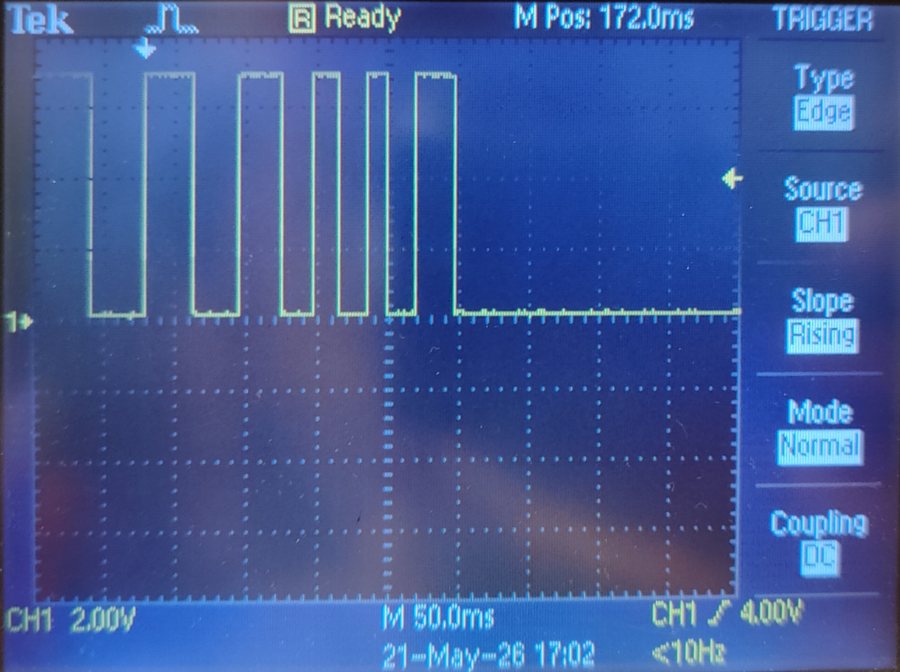 Tek R Ready M Pos: 172.0ms TRIGGER
Type
Edge
Source
CH1
Slope
Rising
Mode
Normal
Coupling
DC
1
CH1 2.00V M 50.0ms CH1 4.00V
21-May-26 17:02 <10Hz